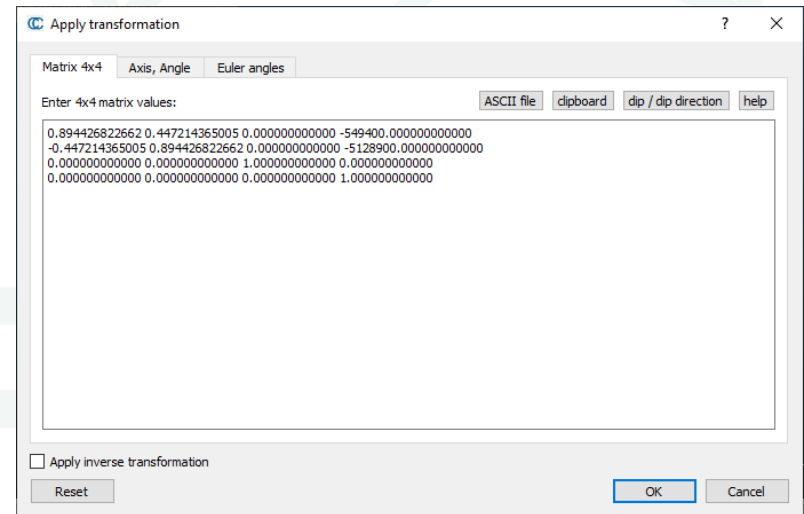 Apply transformation ? ×
Matrix 4x4 Axis, Angle Euler angles
Enter 4x4 matrix values: ASCII file clipboard dip / dip direction help
0.894426822662 0.447214365005 0.000000000000 -549400.000000000000
-0.447214365005 0.894426822662 0.000000000000 -5128900.000000000000
0.000000000000 0.000000000000 1.000000000000 0.000000000000
0.000000000000 0.000000000000 0.000000000000 1.000000000000
Apply inverse transformation
Reset OK Cancel